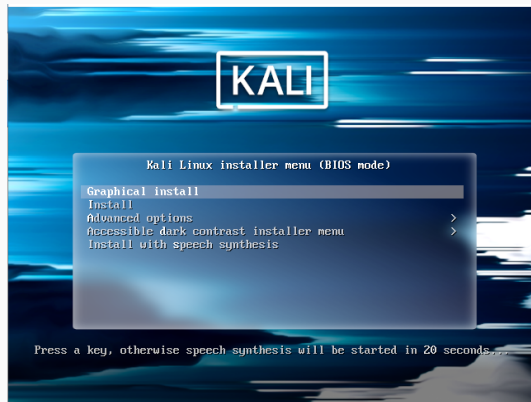 KALI
Kali Linux installer menu (BIOS mode)
Graphical install
Install
Advanced options >
Accessible dark contrast installer menu >
Install with speech synthesis
Press a key, otherwise speech synthesis will be started in 20 seconds...